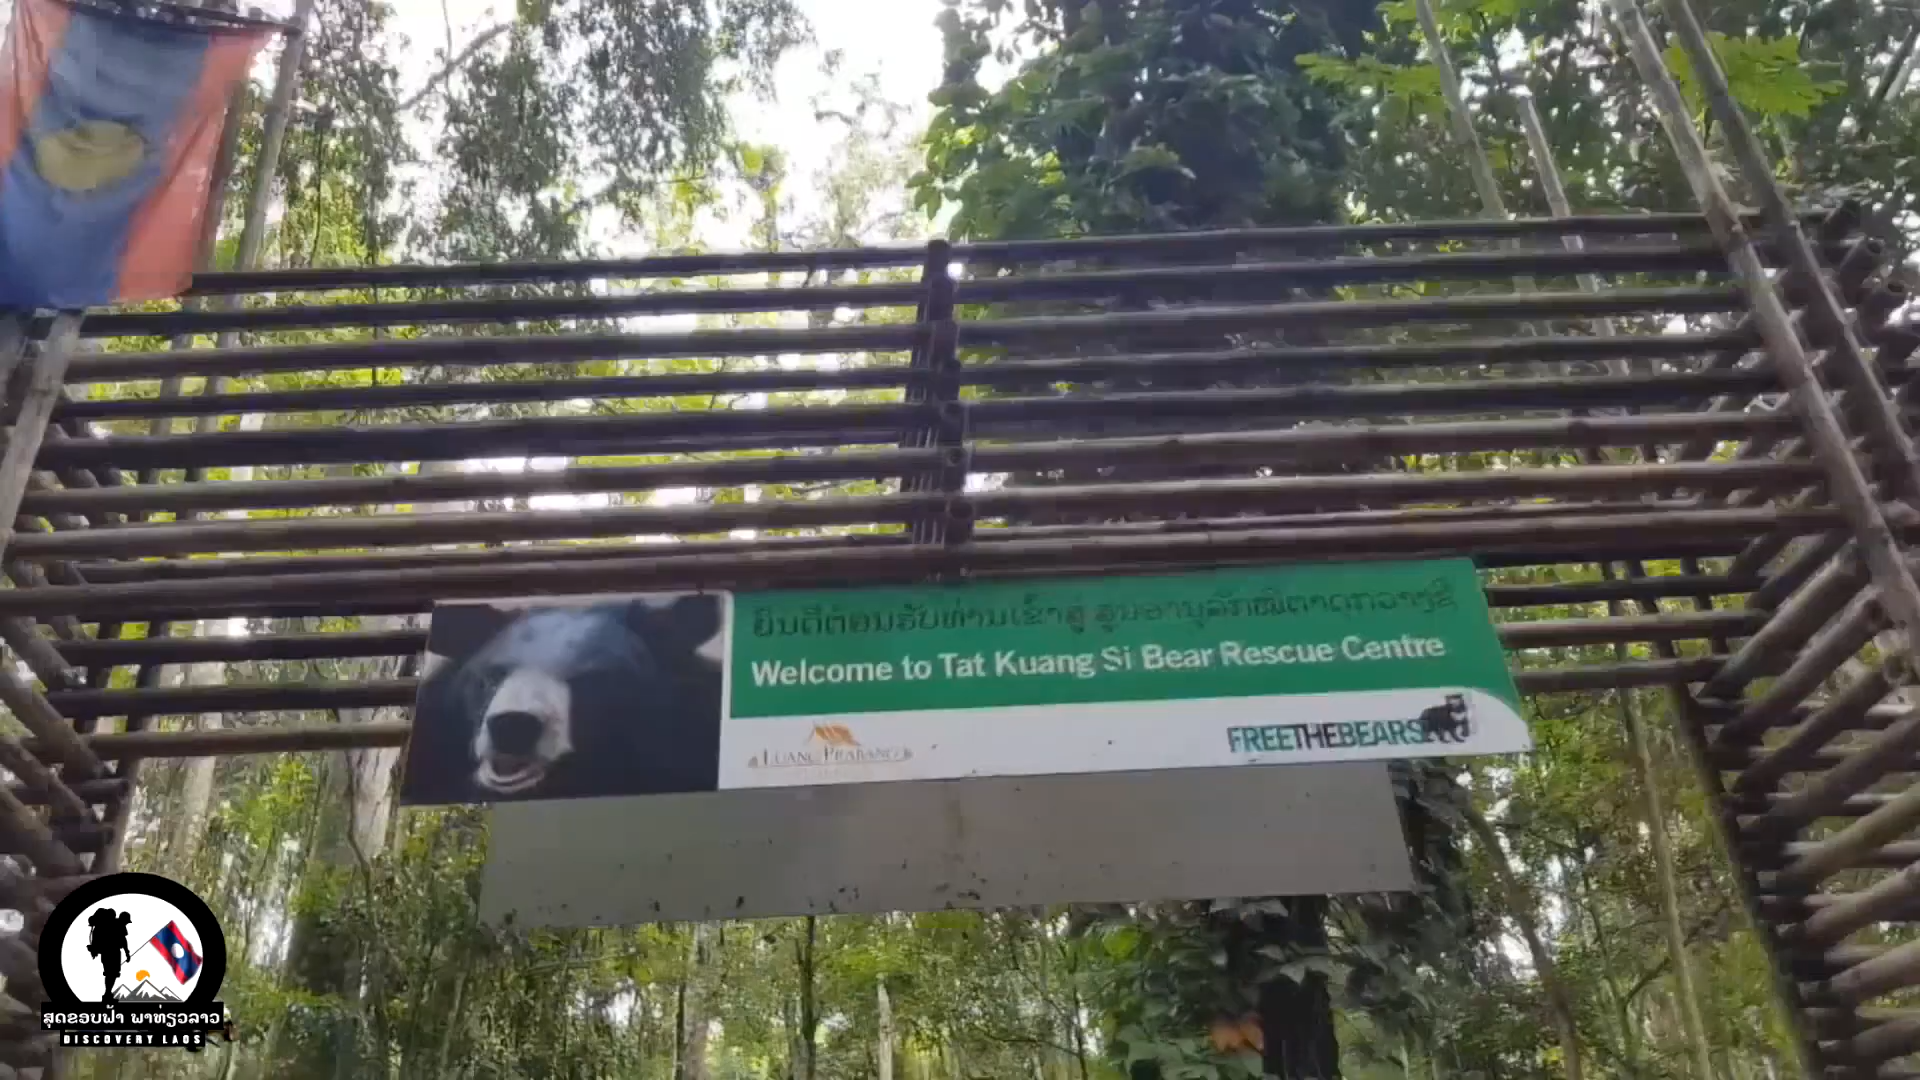 ຍິນດີຕ້ອນຮັບທ່ານເຂົ້າສູ່ ສູນອານຸລັກໝີຕາດກວາງຊີ
Welcome to Tat Kuang Si Bear Rescue Centre
LUANG PRABANG
FREETHEBEARS
ສຸດຂອບຟ້າ ພາທ່ຽວລາວ
DISCOVERY LAOS